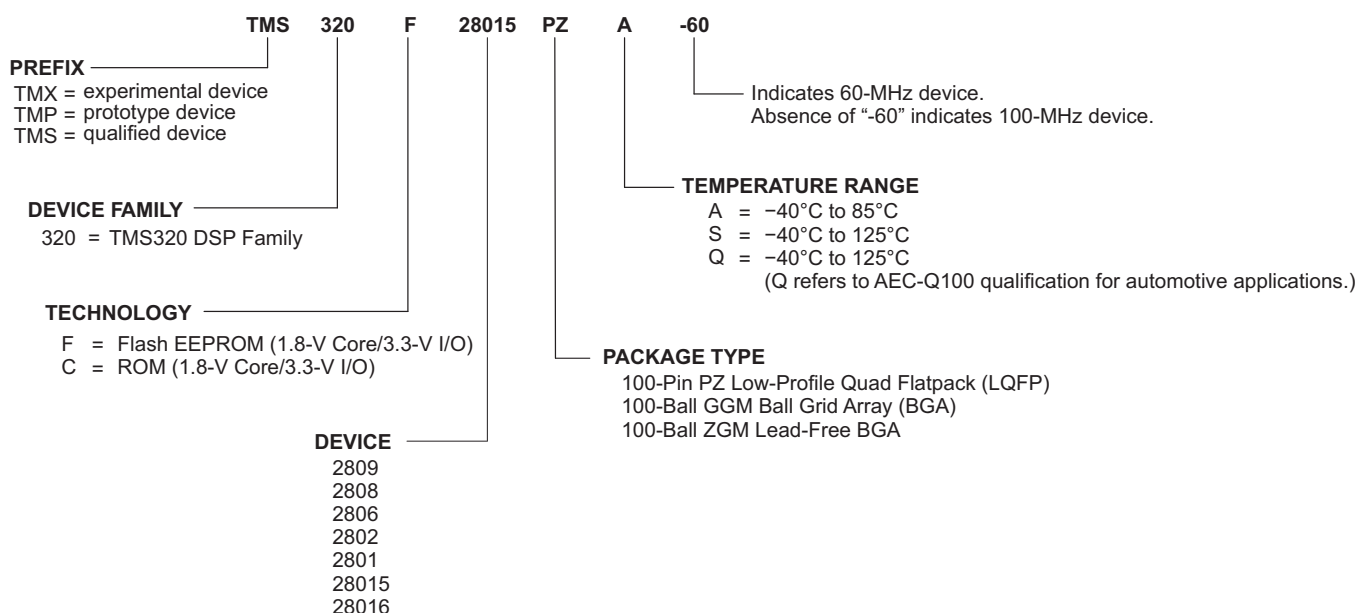 TMS 320 F 28015 PZ A -60
PREFIX
TMX = experimental device
TMP = prototype device
TMS = qualified device
Indicates 60-MHz device.
Absence of “-60” indicates 100-MHz device.
DEVICE FAMILY
320 = TMS320 DSP Family
TEMPERATURE RANGE
A = −40°C to 85°C
S = −40°C to 125°C
Q = −40°C to 125°C
(Q refers to AEC-Q100 qualification for automotive applications.)
TECHNOLOGY
F = Flash EEPROM (1.8-V Core/3.3-V I/O)
C = ROM (1.8-V Core/3.3-V I/O)
PACKAGE TYPE
100-Pin PZ Low-Profile Quad Flatpack (LQFP)
100-Ball GGM Ball Grid Array (BGA)
100-Ball ZGM Lead-Free BGA
DEVICE
2809
2808
2806
2802
2801
28015
28016